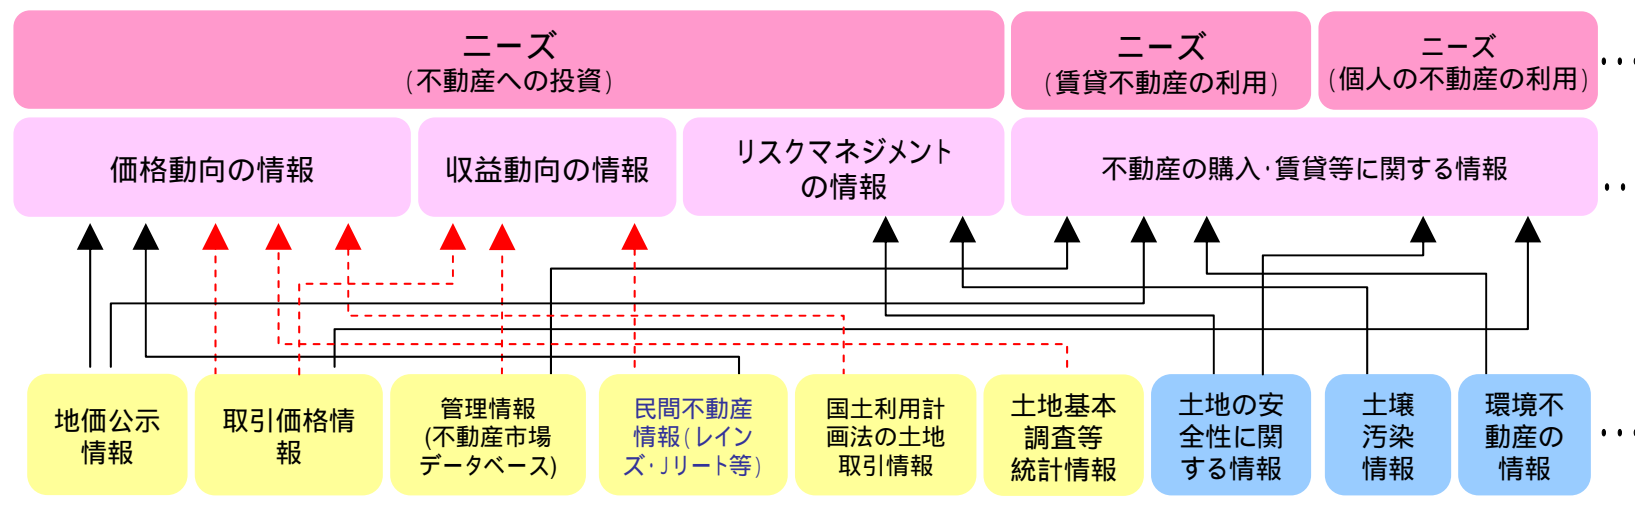 ニーズ
(不動産への投資)
ニーズ
(賃貸不動産の利用)
ニーズ
(個人の不動産の利用)
・・・
価格動向の情報
収益動向の情報
リスクマネジメント
の情報
不動産の購入・賃貸等に関する情報
・・
地価公示
情報
取引価格情
報
管理情報
(不動産市場
データベース)
民間不動産
情報(レイン
ズ・Jリート等)
国土利用計
画法の土地
取引情報
土地基本
調査等
統計情報
土地の安
全性に関
する情報
土壌
汚染
情報
環境不
動産の
情報
・・・